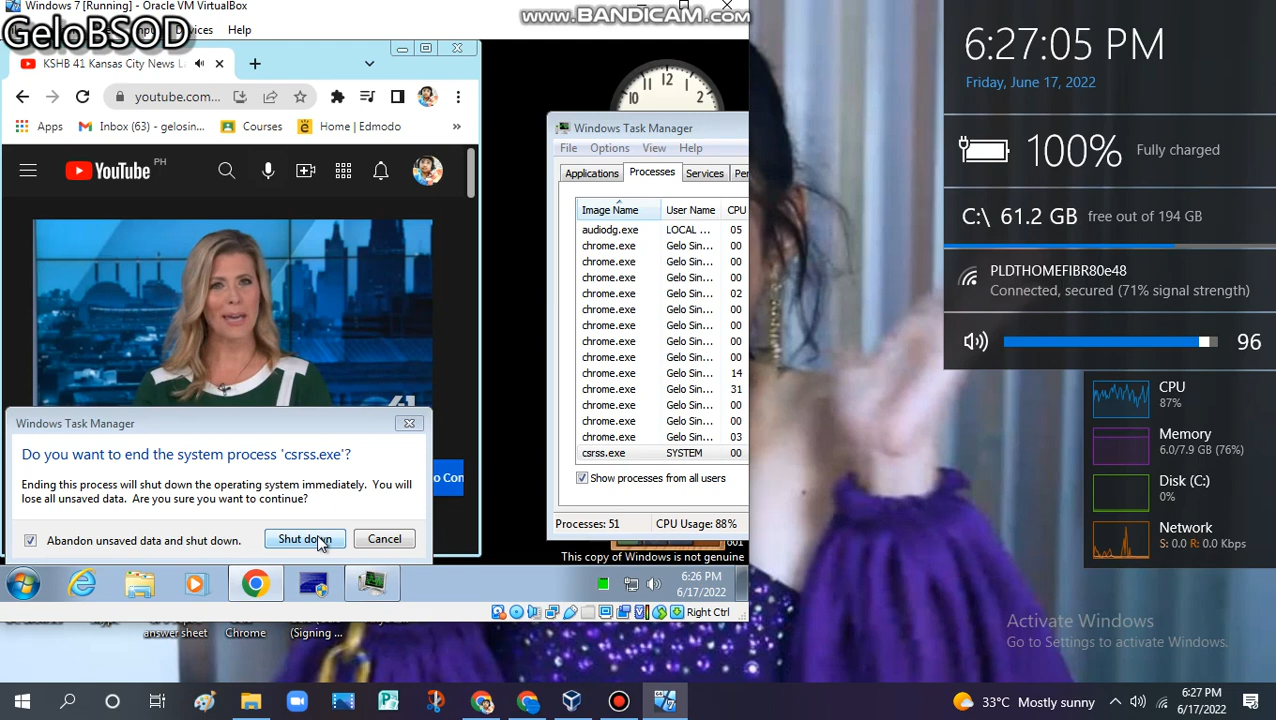 Windows 7 [Running] - Oracle VM VirtualBox
www.BANDICAM.com
GeloBSOD
Devices Help
KSHB 41 Kansas City News L
youtube.com...
Apps Inbox (63) - gelosin... Courses Home | Edmodo »
YouTube PH
Windows Task Manager
Do you want to end the system process 'csrss.exe'?
Ending this process will shut down the operating system immediately. You will
lose all unsaved data. Are you sure you want to continue?
Abandon unsaved data and shut down.
Shut down Cancel
12
10
2
Windows Task Manager
File Options View Help
Applications Processes Services
Image Name User Name CPU
audiodg.exe LOCAL ... 05
chrome.exe Gelo Sin... 00
chrome.exe Gelo Sin... 00
chrome.exe Gelo Sin... 00
chrome.exe Gelo Sin... 02
chrome.exe Gelo Sin... 00
chrome.exe Gelo Sin... 00
chrome.exe Gelo Sin... 00
chrome.exe Gelo Sin... 00
chrome.exe Gelo Sin... 14
chrome.exe Gelo Sin... 31
chrome.exe Gelo Sin... 00
chrome.exe Gelo Sin... 00
chrome.exe Gelo Sin... 03
csrss.exe SYSTEM 00
Show processes from all users
Processes: 51 CPU Usage: 88%
This copy of Windows is not genuine
6:26 PM
6/17/2022
Right Ctrl
answer sheet
Chrome
(Signing ...
6:27:05 PM
Friday, June 17, 2022
100% Fully charged
C:\ 61.2 GB free out of 194 GB
PLDTHOMEFIBR80e48
Connected, secured (71% signal strength)
96
CPU
87%
Memory
6.0/7.9 GB (76%)
Disk (C:)
0%
Network
S: 0.0 R: 0.0 Kbps
Activate Windows
Go to Settings to activate Windows.
33°C Mostly sunny
6:27 PM
6/17/2022